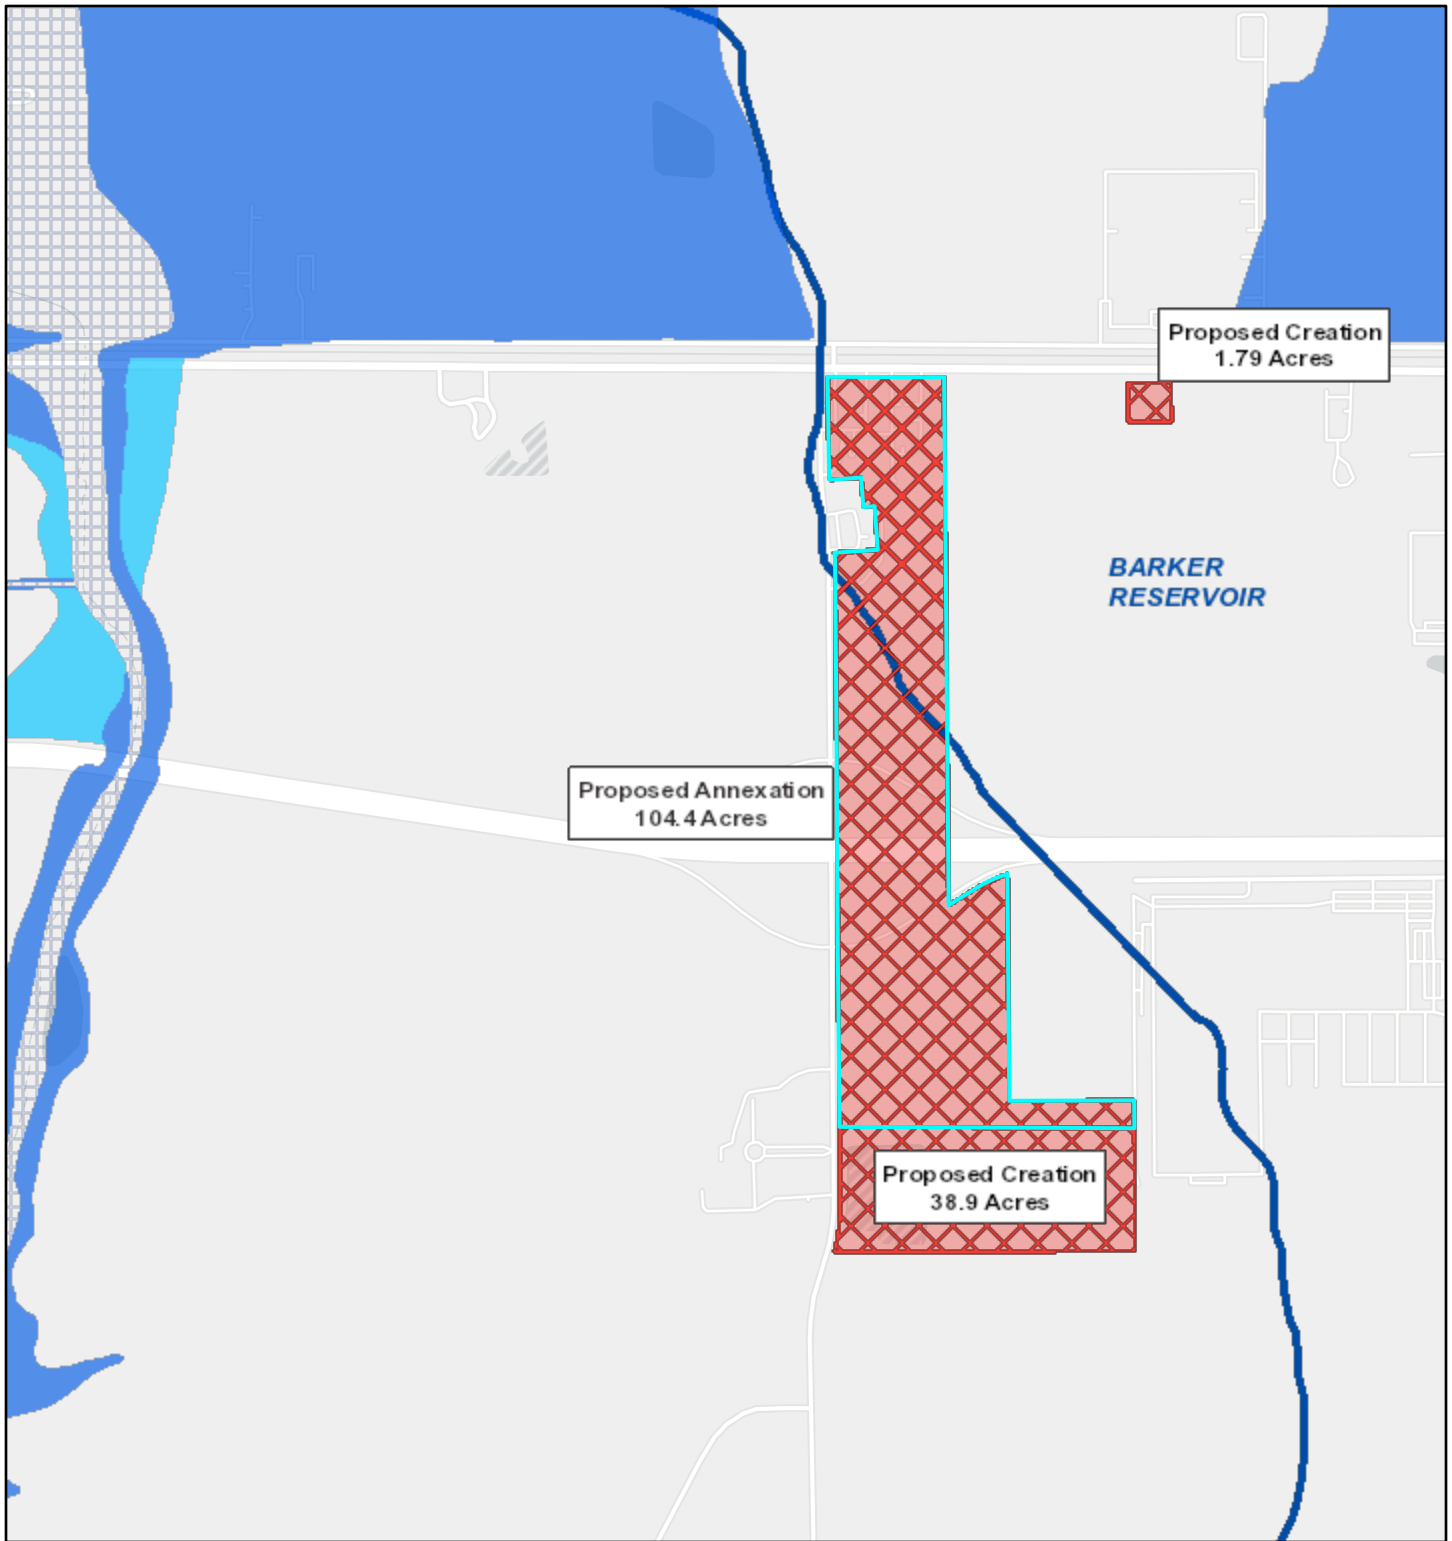 Proposed Creation
1.79 Acres
BARKER
RESERVOIR
Proposed Annexation
104.4 Acres
Proposed Creation
38.9 Acres